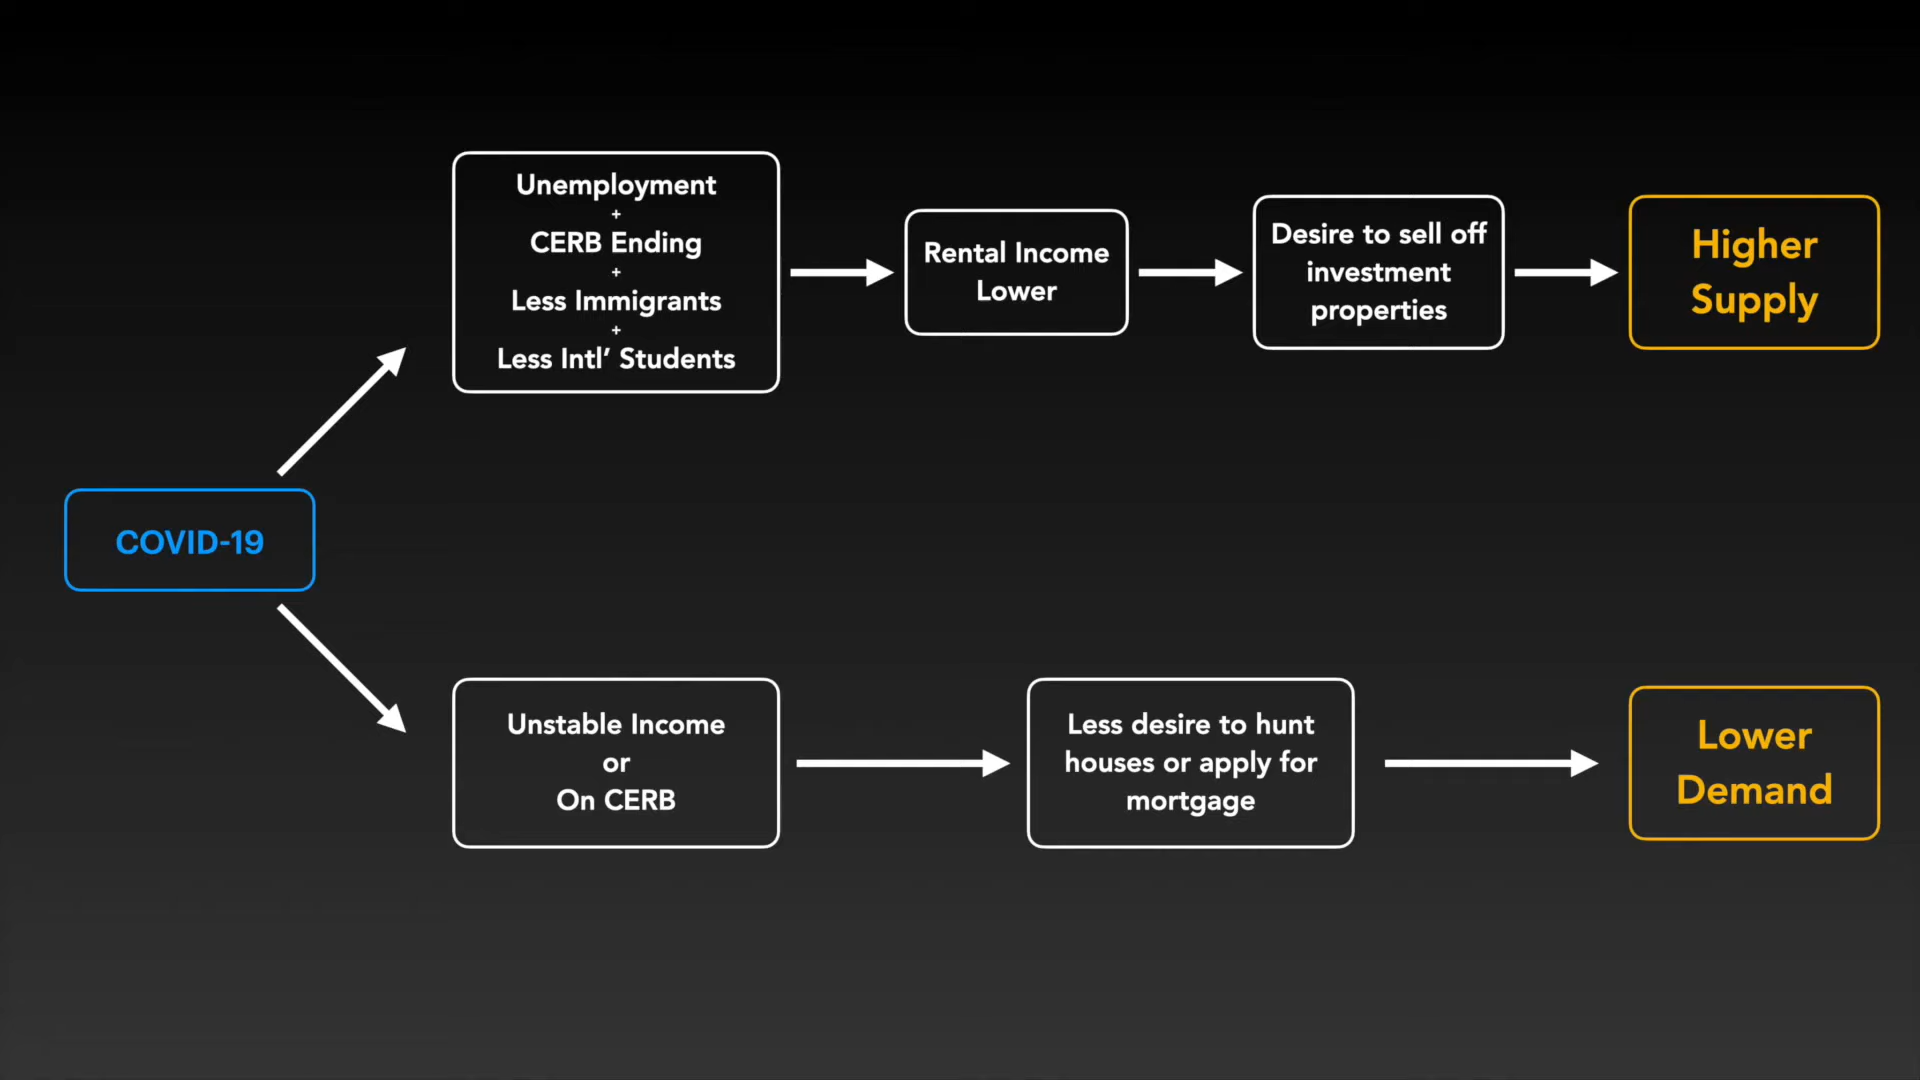 Unemployment
+
CERB Ending
+
Less Immigrants
+
Less Intl’ Students
Rental Income
Lower
Desire to sell off
investment
properties
Higher
Supply
COVID-19
Unstable Income
or
On CERB
Less desire to hunt
houses or apply for
mortgage
Lower
Demand